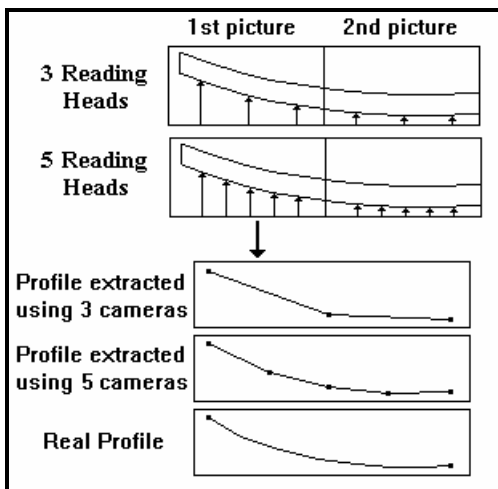 1st picture 2nd picture
3 Reading
Heads
5 Reading
Heads
Profile extracted
using 3 cameras
Profile extracted
using 5 cameras
Real Profile